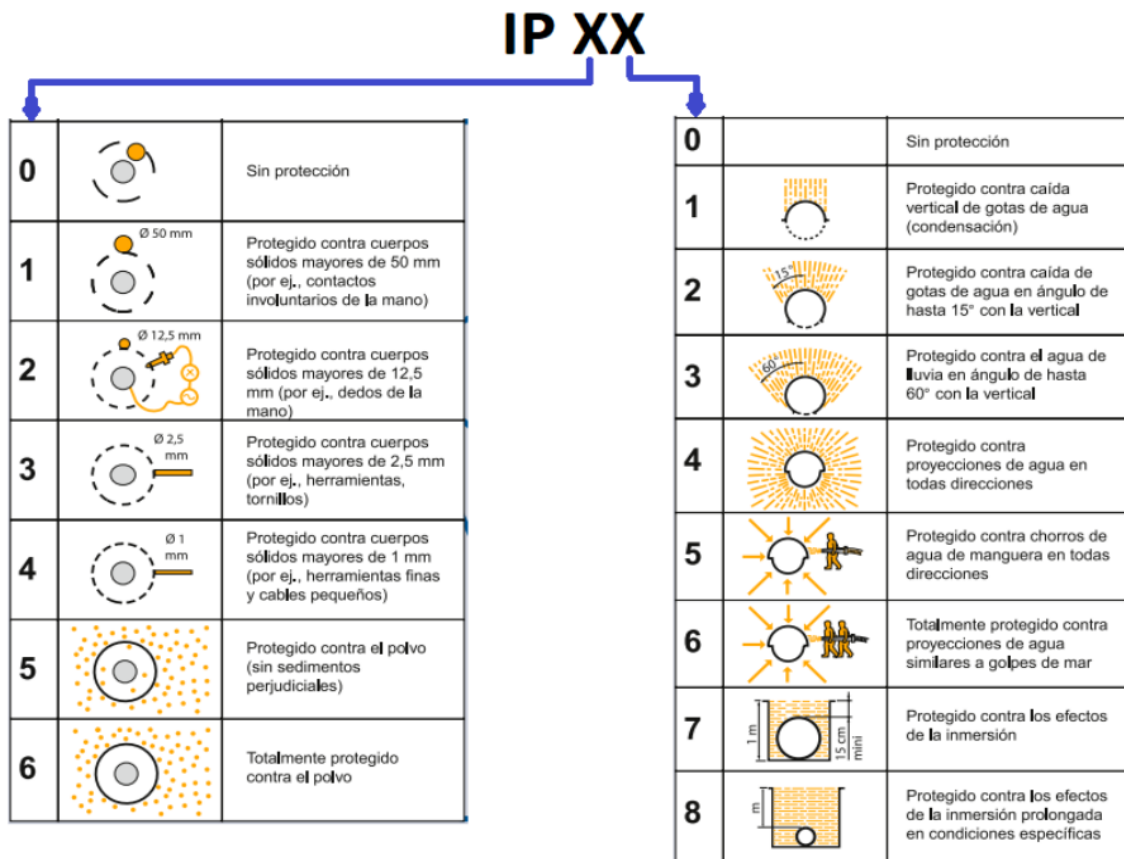 IP XX
0
Sin protección
1
Ø 50 mm
Protegido contra cuerpos
sólidos mayores de 50 mm
(por ej., contactos
involuntarios de la mano)
2
Ø 12,5 mm
Protegido contra cuerpos
sólidos mayores de 12,5
mm (por ej., dedos de la
mano)
3
Ø 2,5
mm
Protegido contra cuerpos
sólidos mayores de 2,5 mm
(por ej., herramientas,
tornillos)
4
Ø 1
mm
Protegido contra cuerpos
sólidos mayores de 1 mm
(por ej., herramientas finas
y cables pequeños)
5
Protegido contra el polvo
(sin sedimentos
perjudiciales)
6
Totalmente protegido
contra el polvo
0
Sin protección
1
Protegido contra caída
vertical de gotas de agua
(condensación)
2
15°
Protegido contra caída de
gotas de agua en ángulo de
hasta 15° con la vertical
3
60°
Protegido contra el agua de
lluvia en ángulo de hasta
60° con la vertical
4
Protegido contra
proyecciones de agua en
todas direcciones
5
Protegido contra chorros de
agua de manguera en todas
direcciones
6
Totalmente protegido contra
proyecciones de agua
similares a golpes de mar
7
1 m
15 cm
mini
Protegido contra los efectos
de la inmersión
8
m
Protegido contra los efectos
de la inmersión prolongada
en condiciones específicas